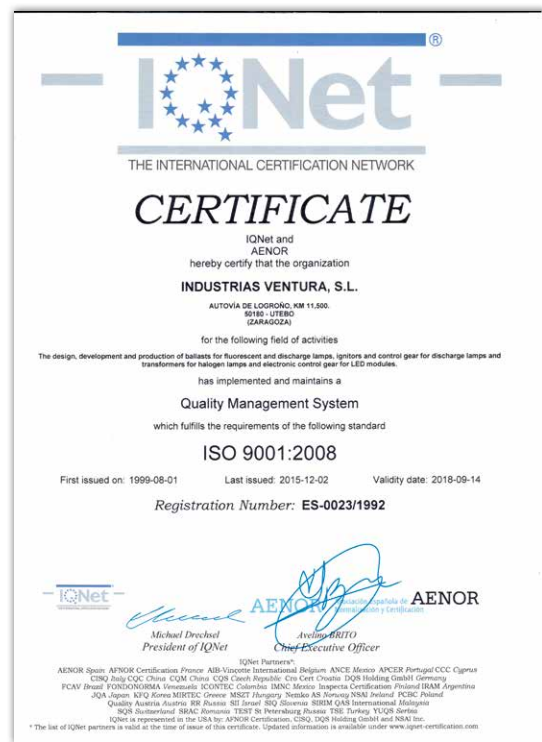 ®
IQNet
THE INTERNATIONAL CERTIFICATION NETWORK
CERTIFICATE
IQNet and
AENOR
hereby certify that the organization
INDUSTRIAS VENTURA, S.L.
AUTOVÍA DE LOGROÑO, KM 11,500.
50180 - UTEBO
(ZARAGOZA)
for the following field of activities
The design, development and production of ballasts for fluorescent and discharge lamps, ignitors and control gear for discharge lamps and
transformers for halogen lamps and electronic control gear for LED modules.
has implemented and maintains a
Quality Management System
which fulfills the requirements of the following standard
ISO 9001:2008
First issued on: 1999-08-01 Last issued: 2015-12-02 Validity date: 2018-09-14
Registration Number: ES-0023/1992
IQNet
AENOR Asociación Española de Normalización y Certificación
AENOR
Michael Drechsel Avelino BRITO
President of IQNet Chief Executive Officer
IQNet Partners*:
AENOR Spain AFNOR Certification France AIB-Vinçotte International Belgium ANCE Mexico APCER Portugal CCC Cyprus
CISQ Italy CQC China CQM China CQS Czech Republic Cro Cert Croatia DQS Holding GmbH Germany
FCAV Brazil FONDONORMA Venezuela ICONTEC Colombia IMNC Mexico Inspecta Certification Finland IRAM Argentina
JQA Japan KFQ Korea MIRTEC Greece MSZT Hungary Nemko AS Norway NSAI Ireland PCBC Poland
Quality Austria Austria RR Russia SII Israel SIQ Slovenia SIRIM QAS International Malaysia
SQS Switzerland SRAC Romania TEST St Petersburg Russia TSE Turkey YUQS Serbia
IQNet is represented in the USA by: AFNOR Certification, CISQ, DQS Holding GmbH and NSAI Inc.
* The list of IQNet partners is valid at the time of issue of this certificate. Updated information is available under www.iqnet-certification.com